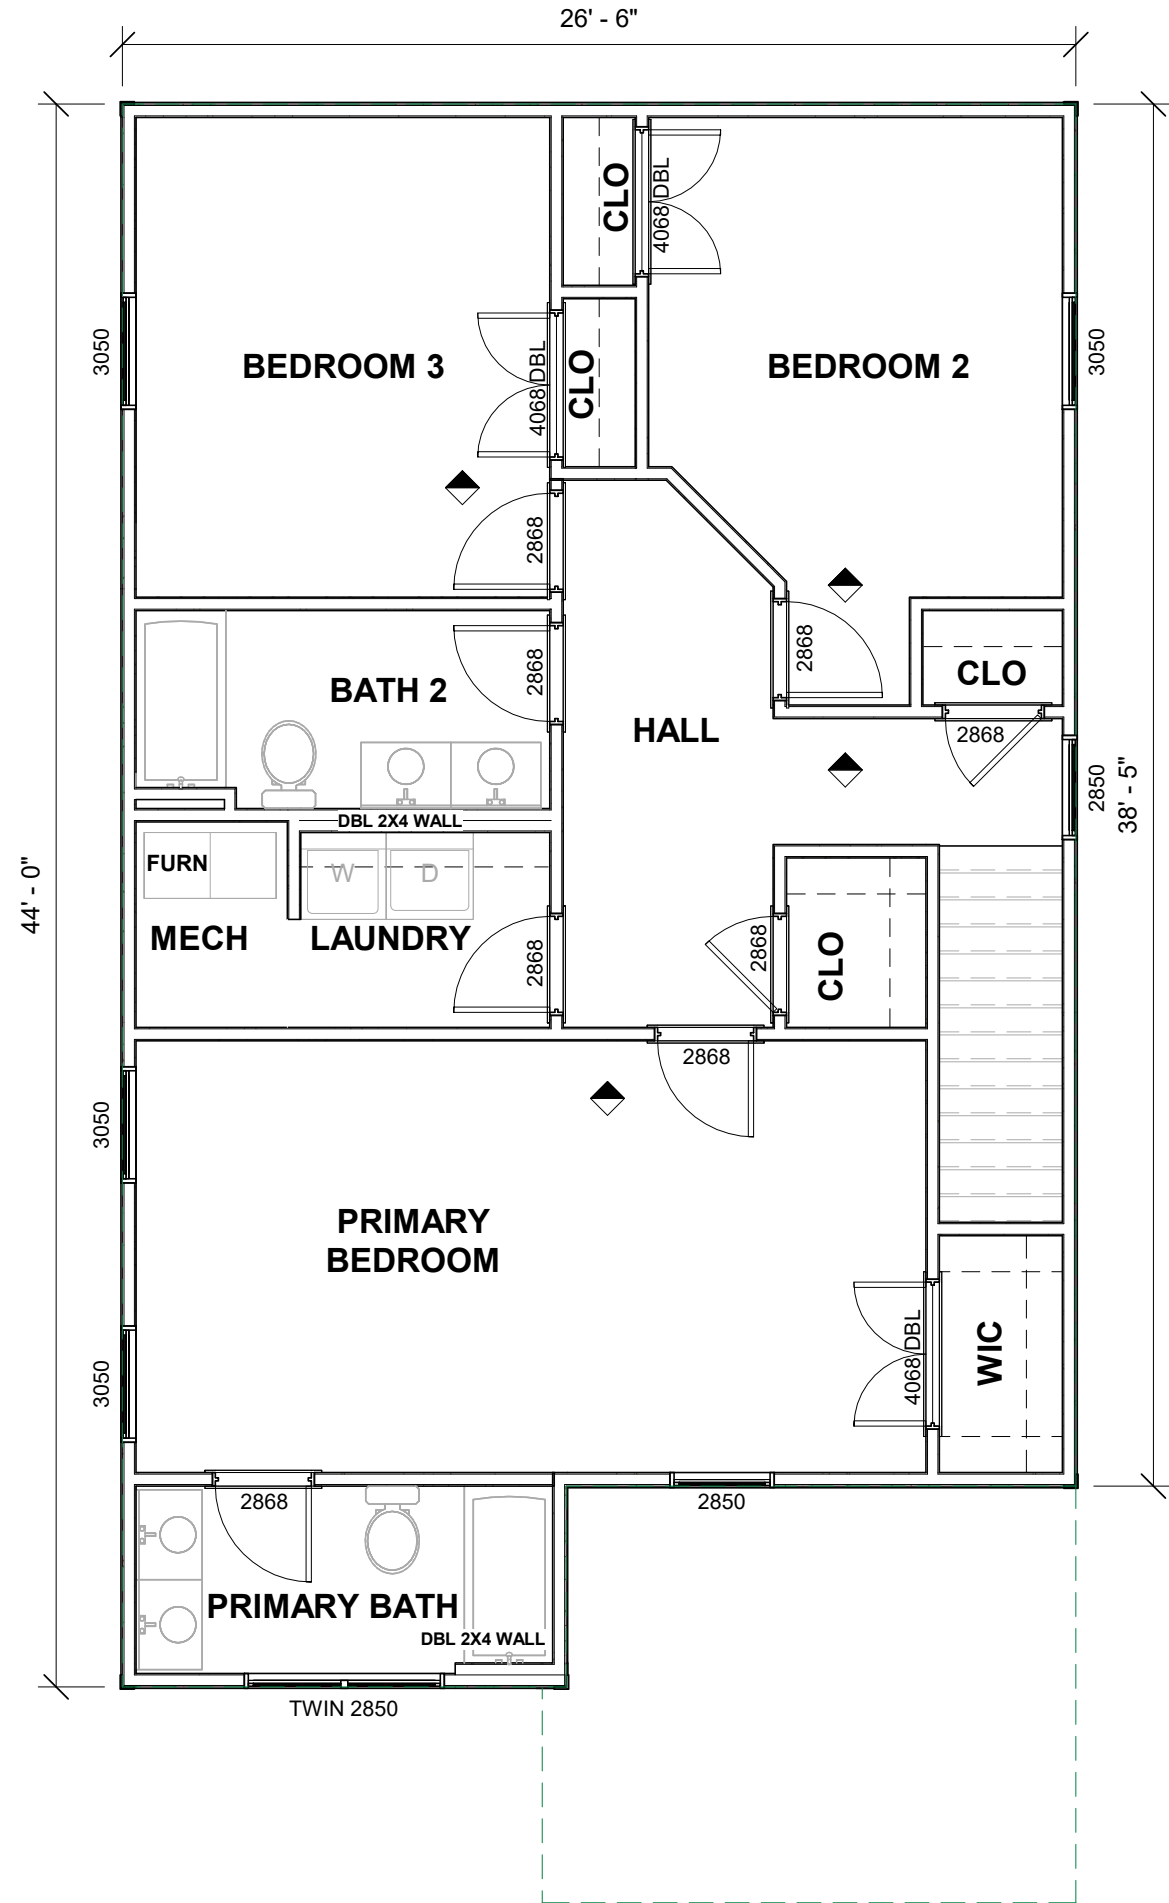 26' - 6"
CLO
4068 DBL
3050
BEDROOM 3
4068 DBL
CLO
BEDROOM 2
3050
2868
2868
BATH 2
2868
CLO
HALL
2868
2850
38' - 5"
DBL 2X4 WALL
44' - 0"
FURN
W
D
MECH
LAUNDRY
2868
2868
CLO
2868
3050
PRIMARY
BEDROOM
3050
4068 DBL
WIC
2868
2850
PRIMARY BATH
DBL 2X4 WALL
TWIN 2850